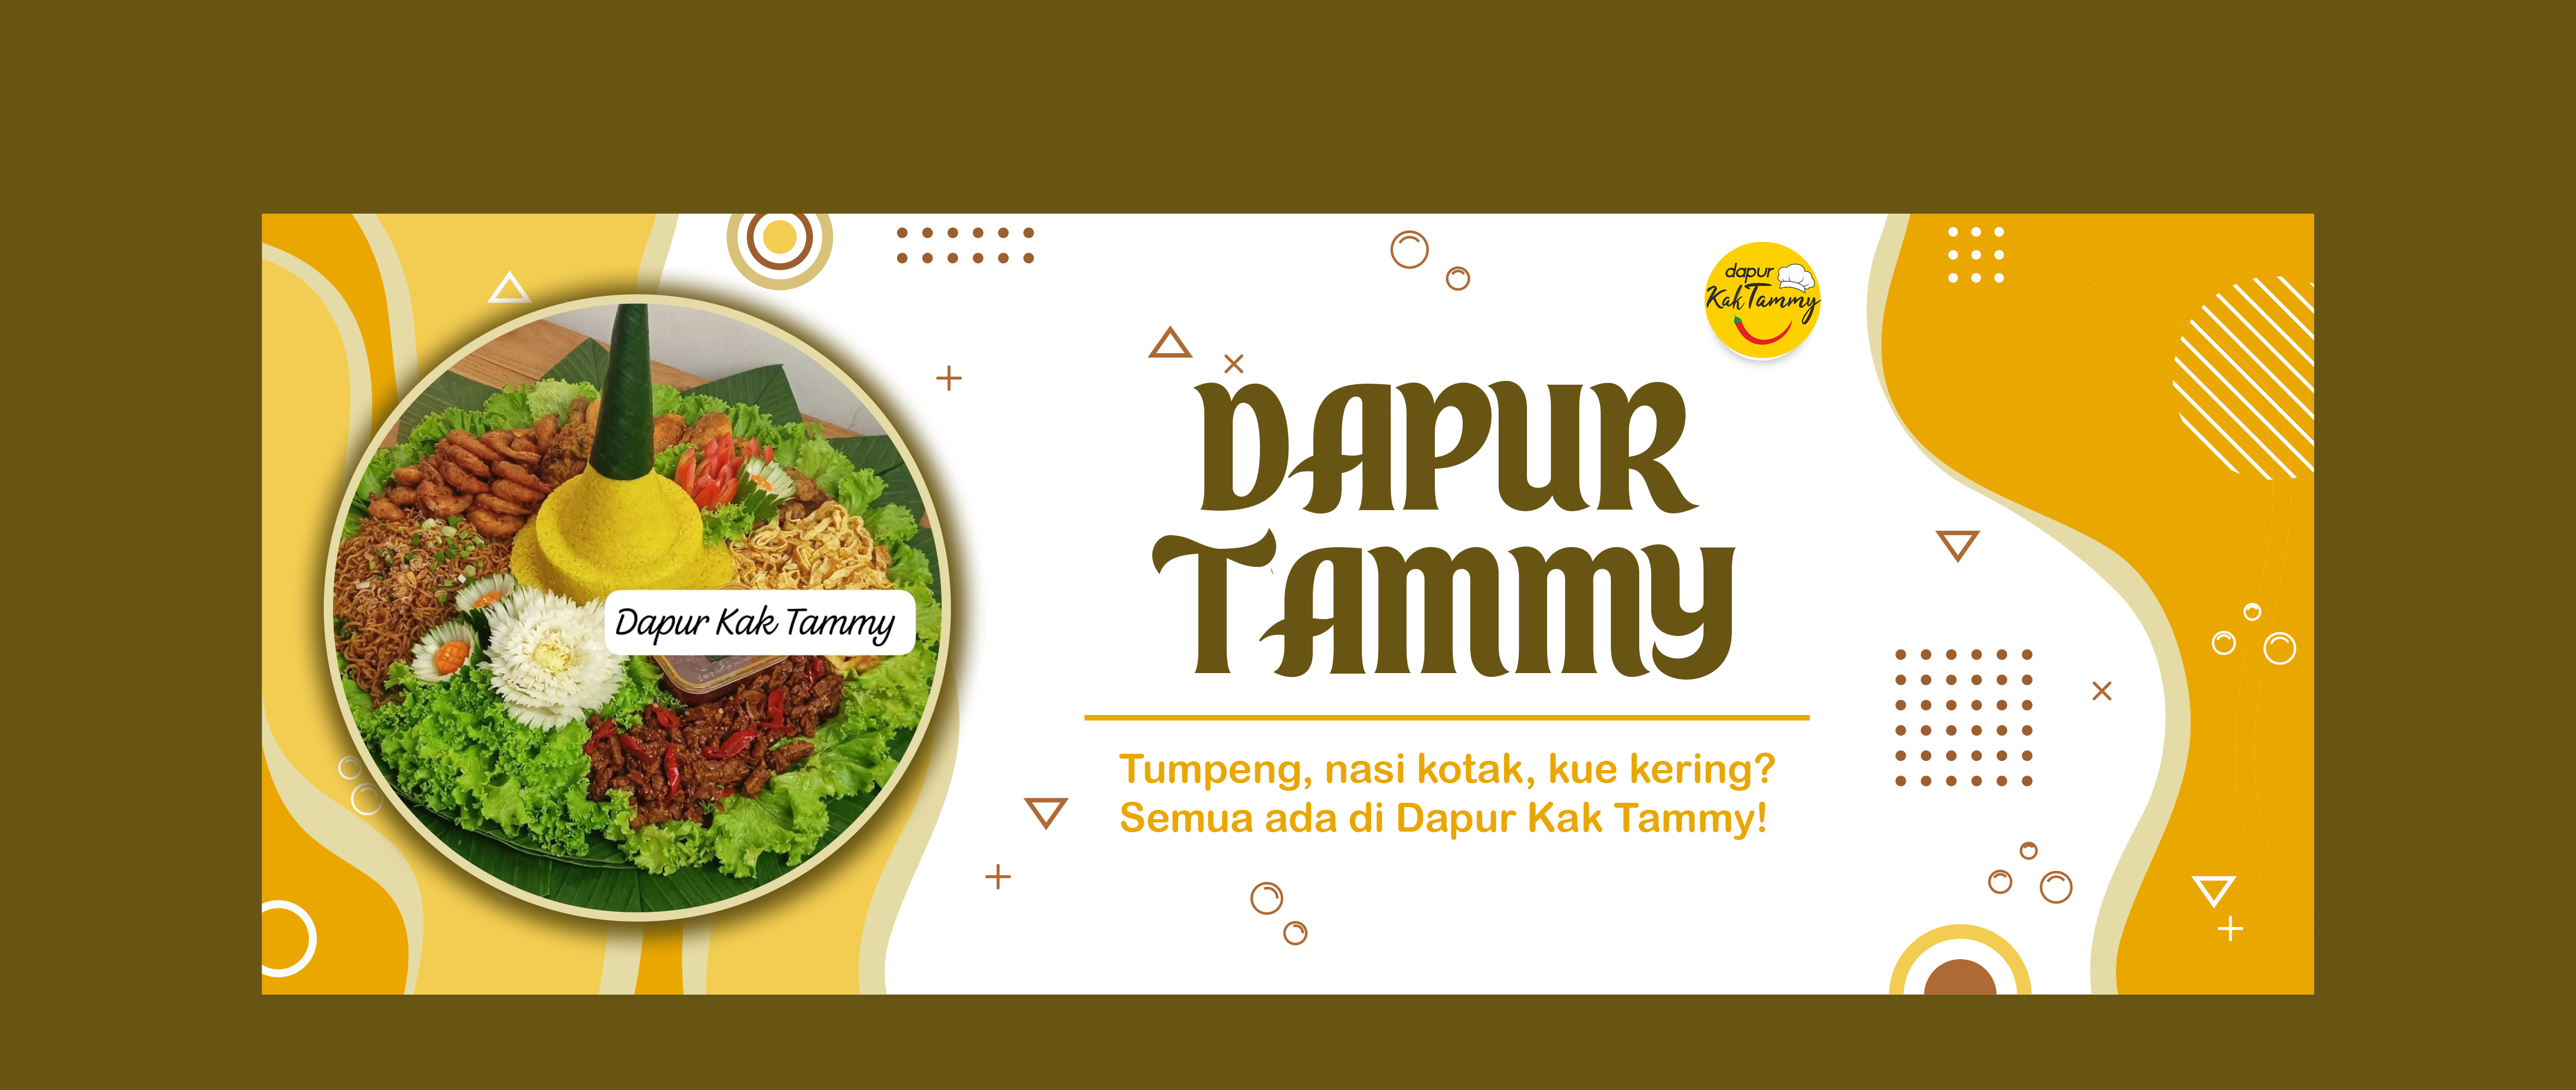 dapur
Kak Tammy
DAPUR
TAMMY
Dapur Kak Tammy
Tumpeng, nasi kotak, kue kering?
Semua ada di Dapur Kak Tammy!